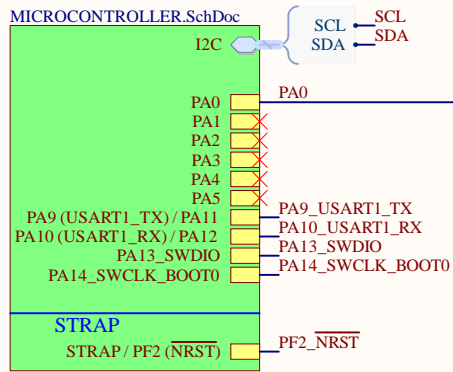 MICROCONTROLLER.SchDoc
I2C
SCL SCL
SDA SDA
PA0 PA0
PA1
PA2
PA3
PA4
PA5
PA9 (USART1_TX) / PA11 PA9_USART1_TX
PA10 (USART1_RX) / PA12 PA10_USART1_RX
PA13_SWDIO PA13_SWDIO
PA14_SWCLK_BOOT0 PA14_SWCLK_BOOT0
STRAP
STRAP / PF2 (NRST) PF2_NRST